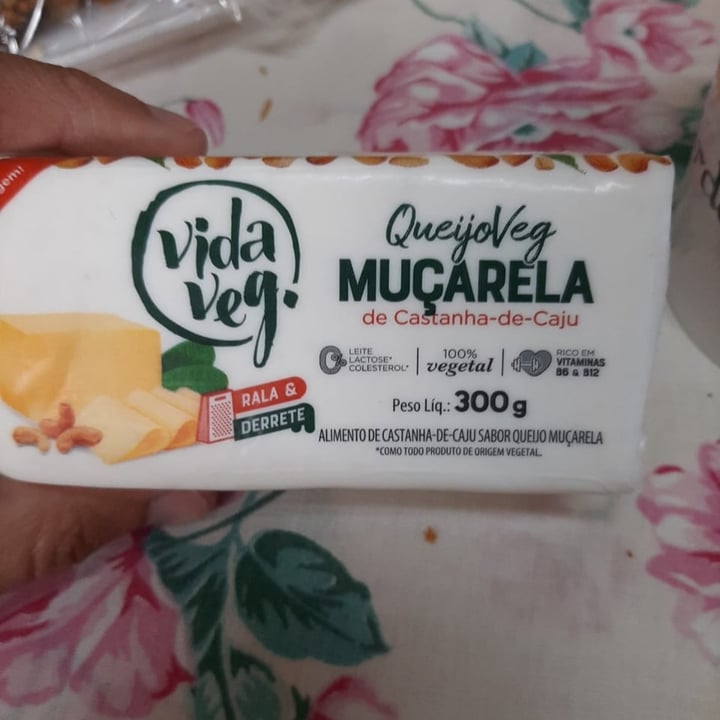 vida
veg.
QueijoVeg
MUÇARELA
de Castanha-de-Caju
0% LEITE
LACTOSE*
COLESTEROL*
100%
vegetal
RICO EM
VITAMINAS
B6 & B12
RALA &
DERRETE
Peso Líq.: 300g
ALIMENTO DE CASTANHA-DE-CAJU SABOR QUEIJO MUÇARELA
*COMO TODO PRODUTO DE ORIGEM VEGETAL.